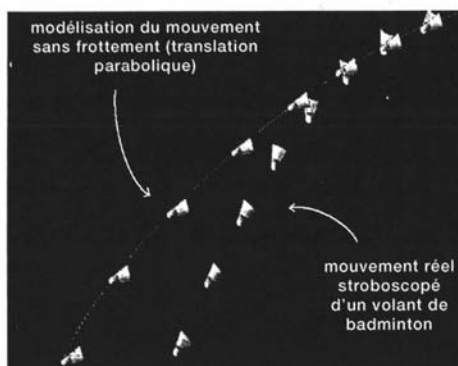 modélisation du mouvement
sans frottement (translation
parabolique)
mouvement réel
stroboscopé
d'un volant de
badminton